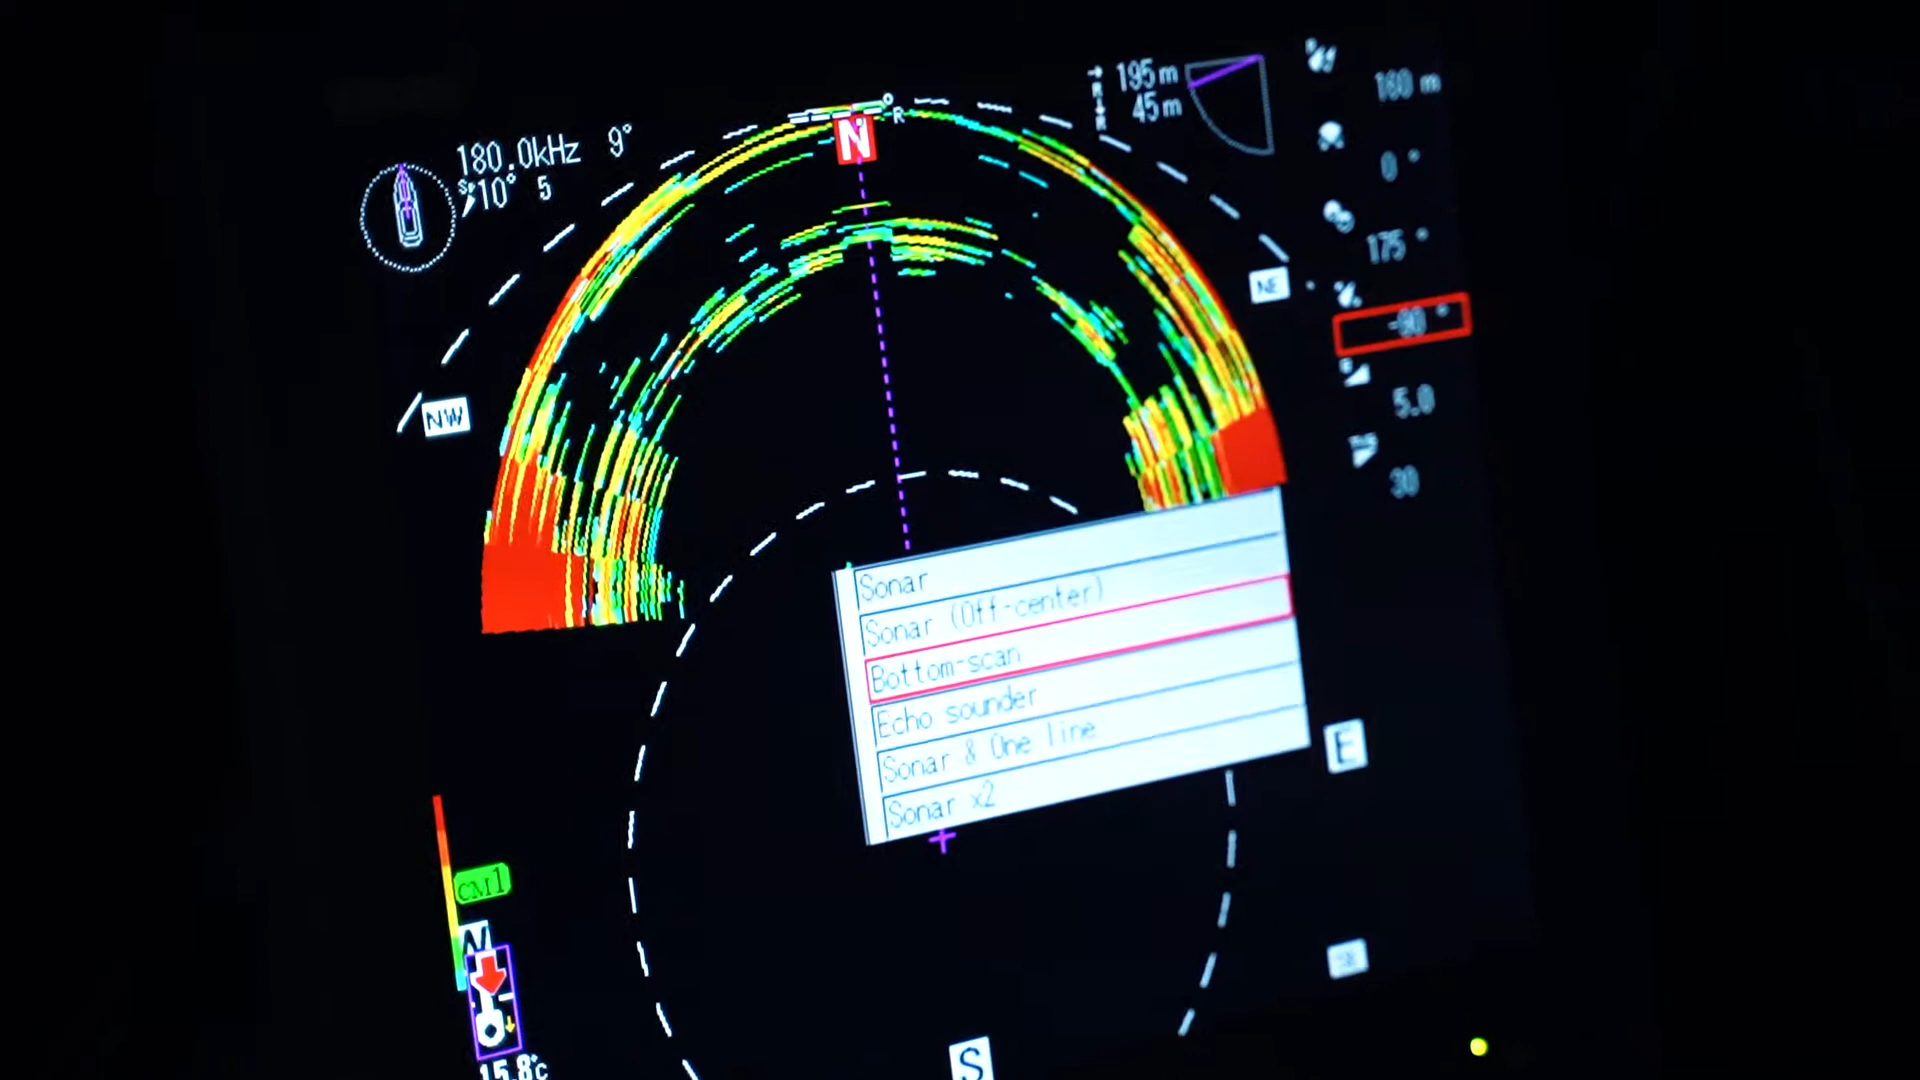 180.0kHz 9°
10° 5
195m
45m
160 m
0 °
175 °
-90 °
5.0
30
N
R
NE
NW
Sonar
Sonar (Off-center)
Bottom-scan
Echo sounder
Sonar & One line
Sonar x2
E
CM1
N
15.8℃
S